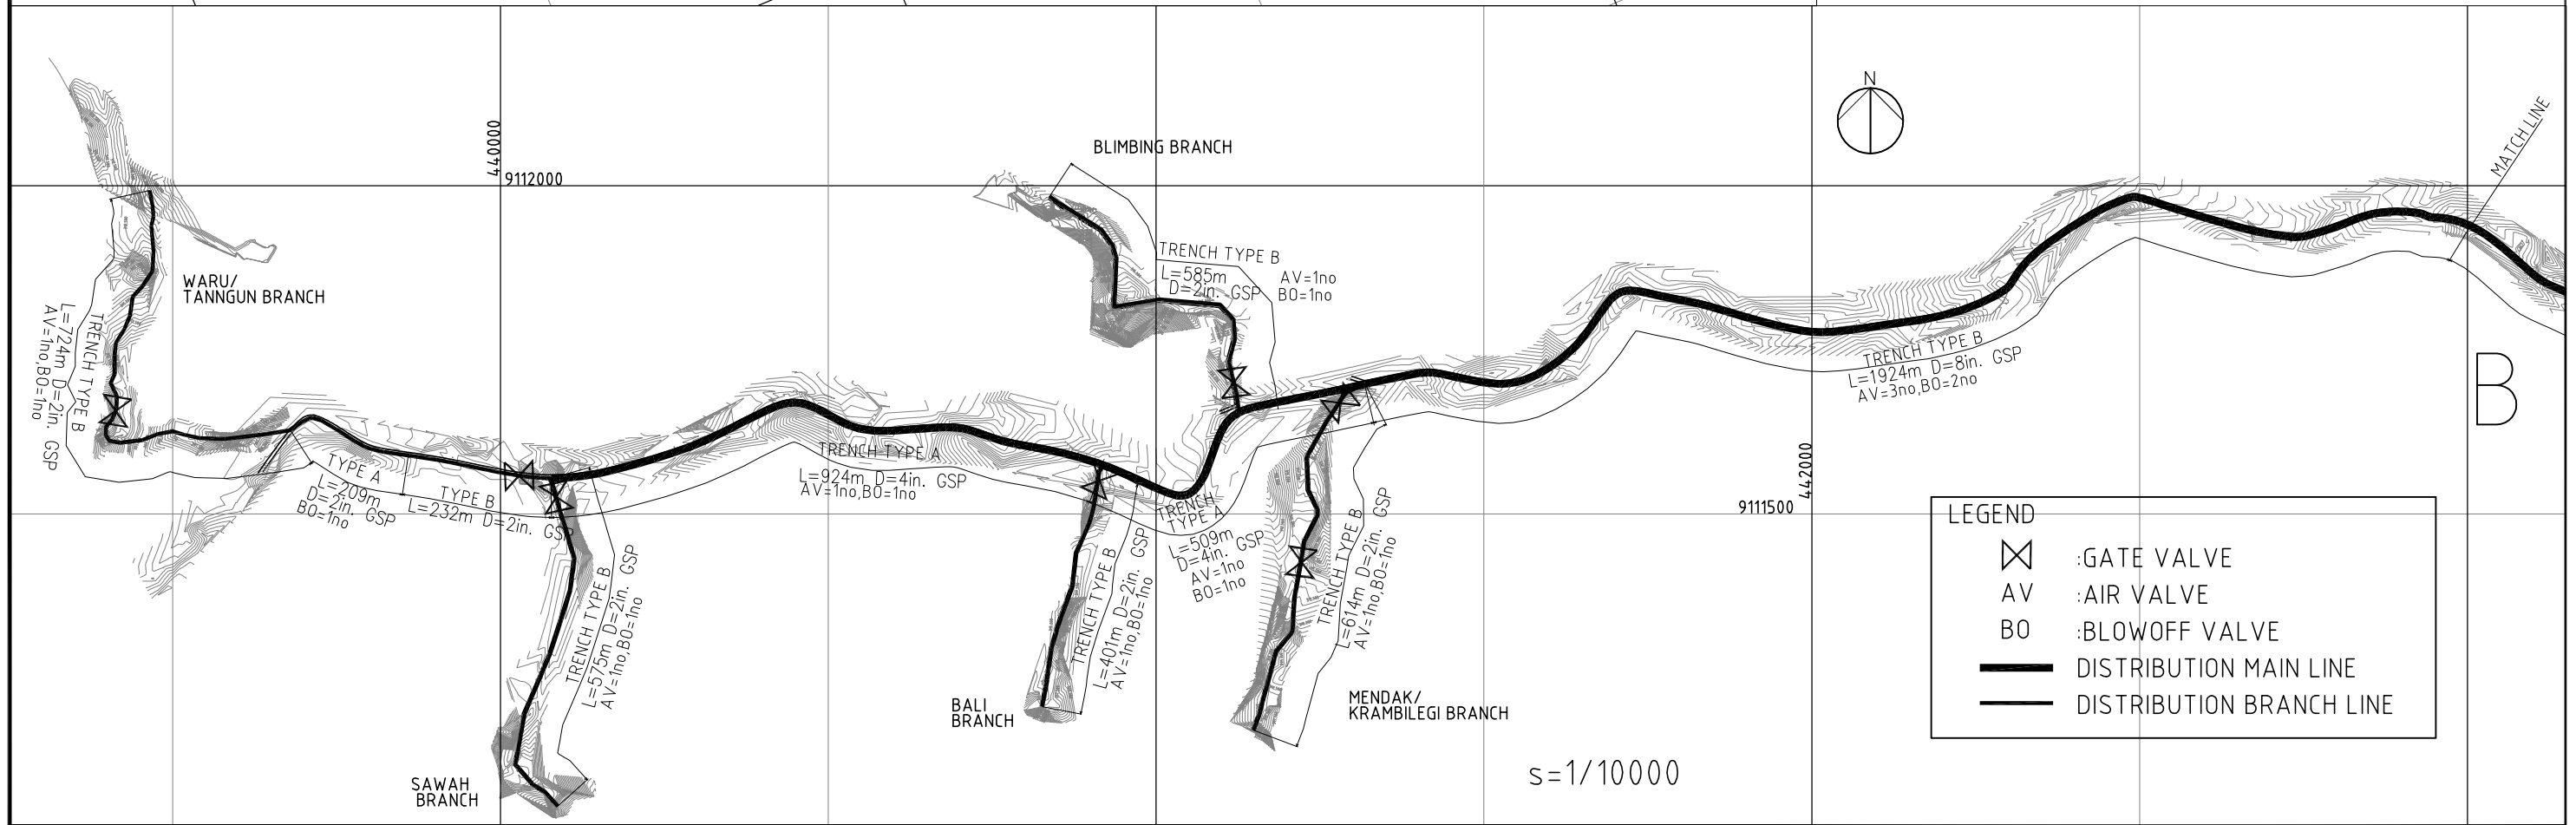 440000
9112000
BLIMBING BRANCH
N
MATCH LINE
WARU/
TANNGUN BRANCH
TRENCH TYPE B
L=724m D=2in. GSP
AV=1no,BO=1no
TRENCH TYPE B
L=585m AV=1no
D=2in. GSP BO=1no
TRENCH TYPE B
L=1924m D=8in. GSP
AV=3no,BO=2no
B
TYPE A
L=209m
D=2in. GSP
BO=1no
TYPE B
L=232m D=2in. GSP
TRENCH TYPE A
L=924m D=4in. GSP
AV=1no,BO=1no
TRENCH
TYPE A
L=509m
D=4in. GSP
AV=1no
BO=1no
442000
9111500
TRENCH TYPE B
L=575m D=2in. GSP
AV=1no,BO=1no
TRENCH TYPE B
L=401m D=2in. GSP
AV=1no,BO=1no
TRENCH TYPE B
L=614m D=2in. GSP
AV=1no,BO=1no
SAWAH
BRANCH
BALI
BRANCH
MENDAK/
KRAMBILEGI BRANCH
s=1/10000
LEGEND
:GATE VALVE
AV :AIR VALVE
BO :BLOWOFF VALVE
DISTRIBUTION MAIN LINE
DISTRIBUTION BRANCH LINE